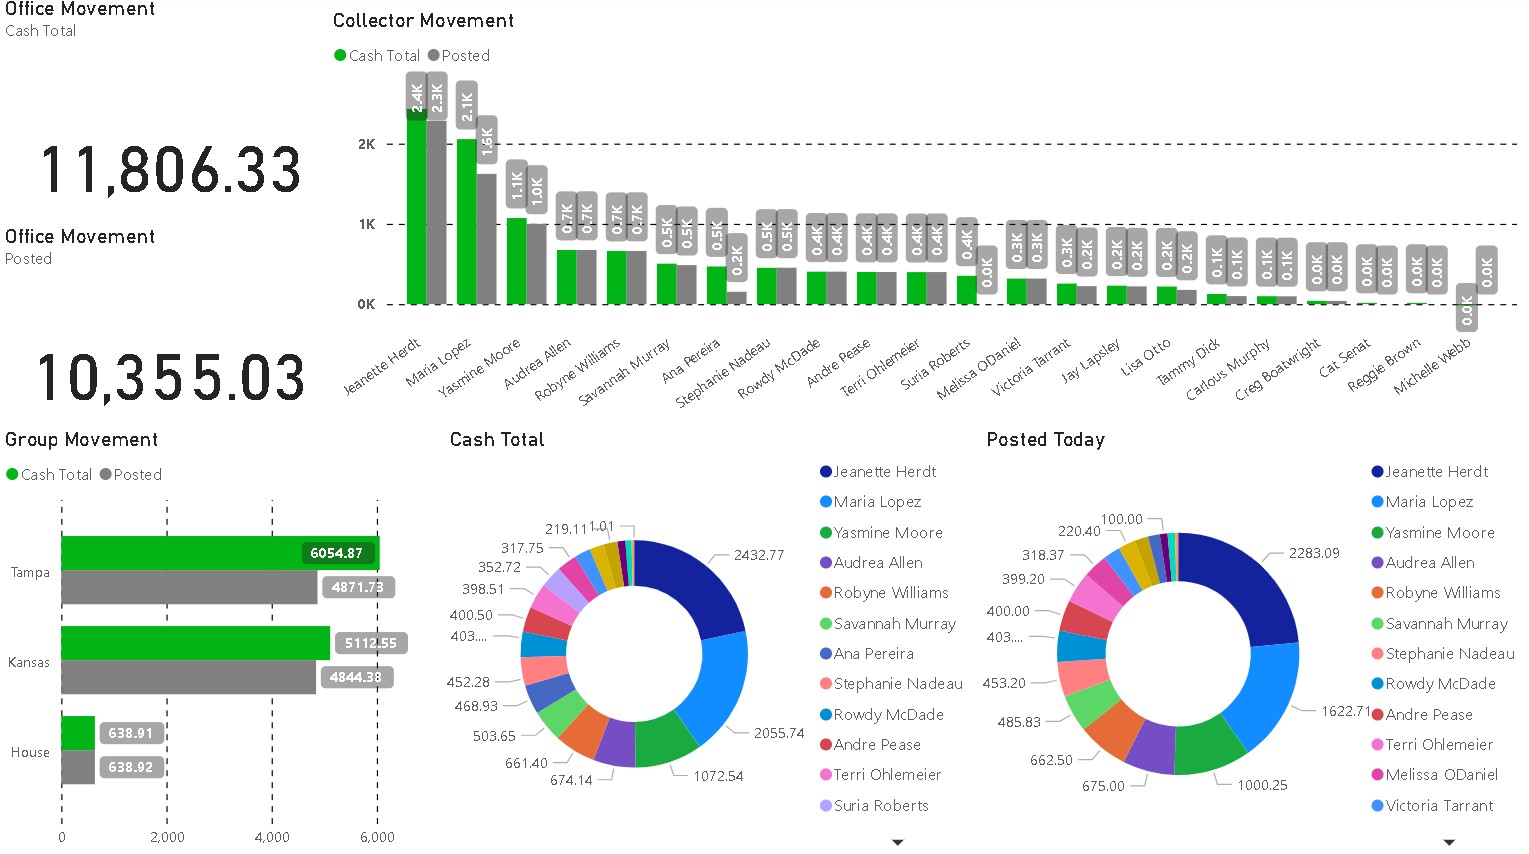 Office Movement
Cash Total
11,806.33
Office Movement
Posted
10,355.03
Collector Movement
Cash Total Posted
2K
1K
0K
2.4K 2.3K 2.1K 1.6K 1.1K 1.0K 0.7K 0.7K 0.7K 0.7K 0.5K 0.5K 0.5K 0.2K 0.5K 0.5K 0.4K 0.4K 0.4K 0.4K 0.4K 0.4K 0.4K 0.0K 0.3K 0.3K 0.3K 0.2K 0.2K 0.2K 0.2K 0.2K 0.1K 0.1K 0.1K 0.1K 0.0K 0.0K 0.0K 0.0K 0.0K 0.0K 0.0K 0.0K
Jeanette Herdt
Maria Lopez
Yasmine Moore
Audrea Allen
Robyne Williams
Savannah Murray
Ana Pereira
Stephanie Nadeau
Rowdy McDade
Andre Pease
Terri Ohlemeier
Suria Roberts
Melissa ODaniel
Victoria Tarrant
Jay Lapsley
Lisa Otto
Tammy Dick
Carlous Murphy
Creg Boatwright
Cat Senat
Reggie Brown
Michelle Webb
Group Movement
Cash Total Posted
Tampa
6054.87
4871.73
Kansas
5112.55
4844.38
House
638.91
638.92
0 2,000 4,000 6,000
Cash Total
219.11 1.01
317.75
352.72
398.51
400.50
403....
452.28
468.93
503.65
661.40
674.14
1072.54
2055.74
2432.77
Jeanette Herdt
Maria Lopez
Yasmine Moore
Audrea Allen
Robyne Williams
Savannah Murray
Ana Pereira
Stephanie Nadeau
Rowdy McDade
Andre Pease
Terri Ohlemeier
Suria Roberts
Posted Today
100.00
220.40
318.37
399.20
400.00
403....
453.20
485.83
662.50
675.00
1000.25
1622.71
2283.09
Jeanette Herdt
Maria Lopez
Yasmine Moore
Audrea Allen
Robyne Williams
Savannah Murray
Stephanie Nadeau
Rowdy McDade
Andre Pease
Terri Ohlemeier
Melissa ODaniel
Victoria Tarrant